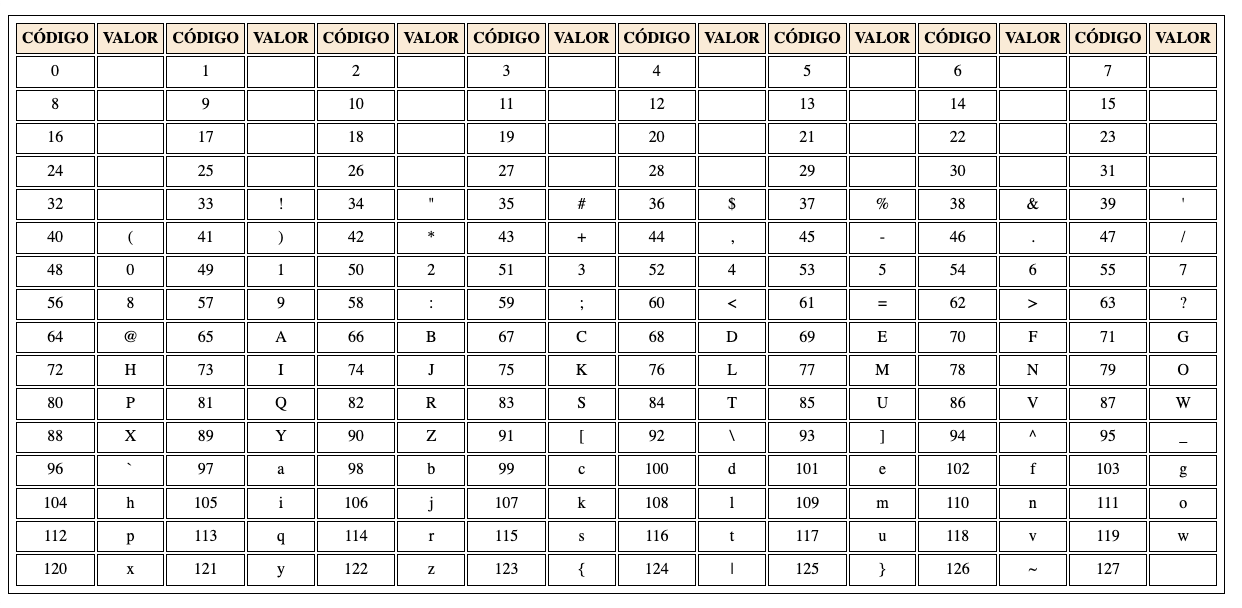 CÓDIGO VALOR CÓDIGO VALOR CÓDIGO VALOR CÓDIGO VALOR CÓDIGO VALOR CÓDIGO VALOR CÓDIGO VALOR CÓDIGO VALOR
0 1 2 3 4 5 6 7
8 9 10 11 12 13 14 15
16 17 18 19 20 21 22 23
24 25 26 27 28 29 30 31
32 33 ! 34 " 35 # 36 $ 37 % 38 & 39 '
40 ( 41 ) 42 * 43 + 44 , 45 - 46 . 47 /
48 0 49 1 50 2 51 3 52 4 53 5 54 6 55 7
56 8 57 9 58 : 59 ; 60 < 61 = 62 > 63 ?
64 @ 65 A 66 B 67 C 68 D 69 E 70 F 71 G
72 H 73 I 74 J 75 K 76 L 77 M 78 N 79 O
80 P 81 Q 82 R 83 S 84 T 85 U 86 V 87 W
88 X 89 Y 90 Z 91 [ 92 \ 93 ] 94 ^ 95 _
96 ` 97 a 98 b 99 c 100 d 101 e 102 f 103 g
104 h 105 i 106 j 107 k 108 l 109 m 110 n 111 o
112 p 113 q 114 r 115 s 116 t 117 u 118 v 119 w
120 x 121 y 122 z 123 { 124 | 125 } 126 ~ 127